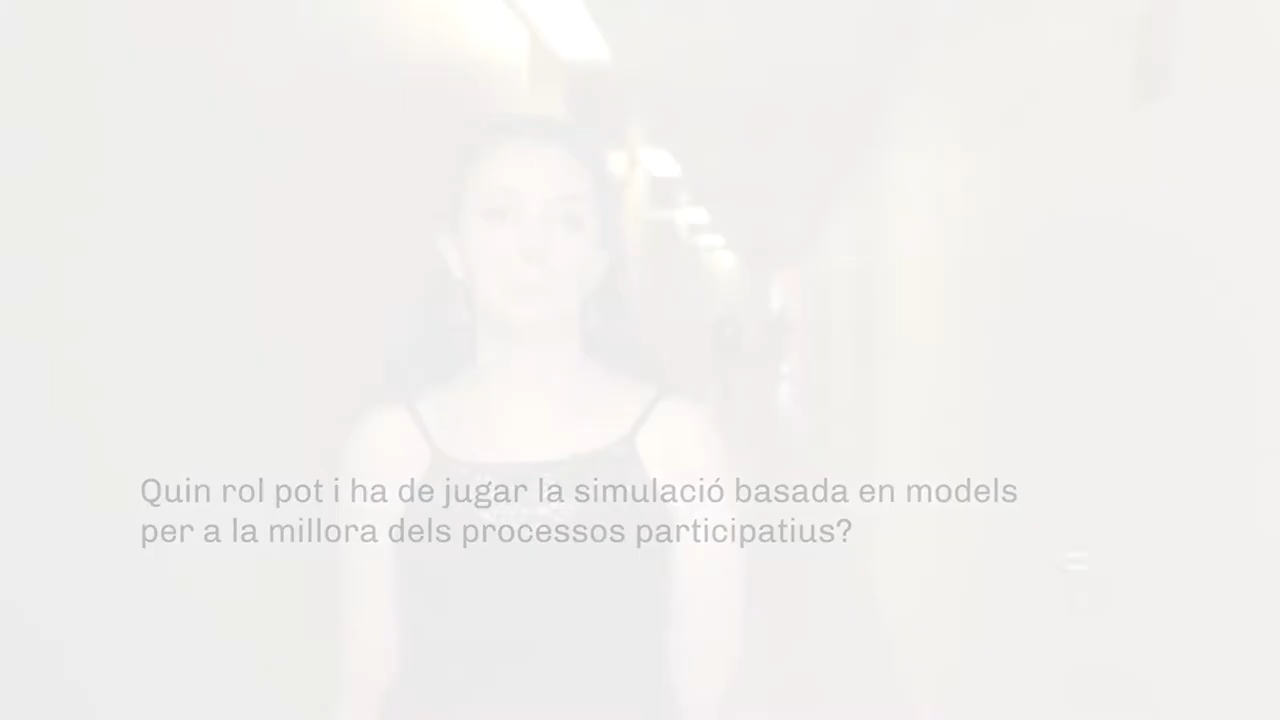 Quin rol pot i ha de jugar la simulació basada en models
per a la millora dels processos participatius?